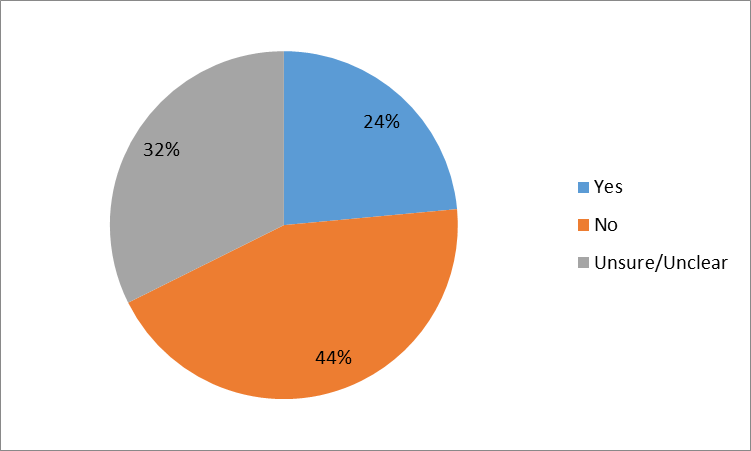 24%
32%
44%
Yes
No
Unsure/Unclear